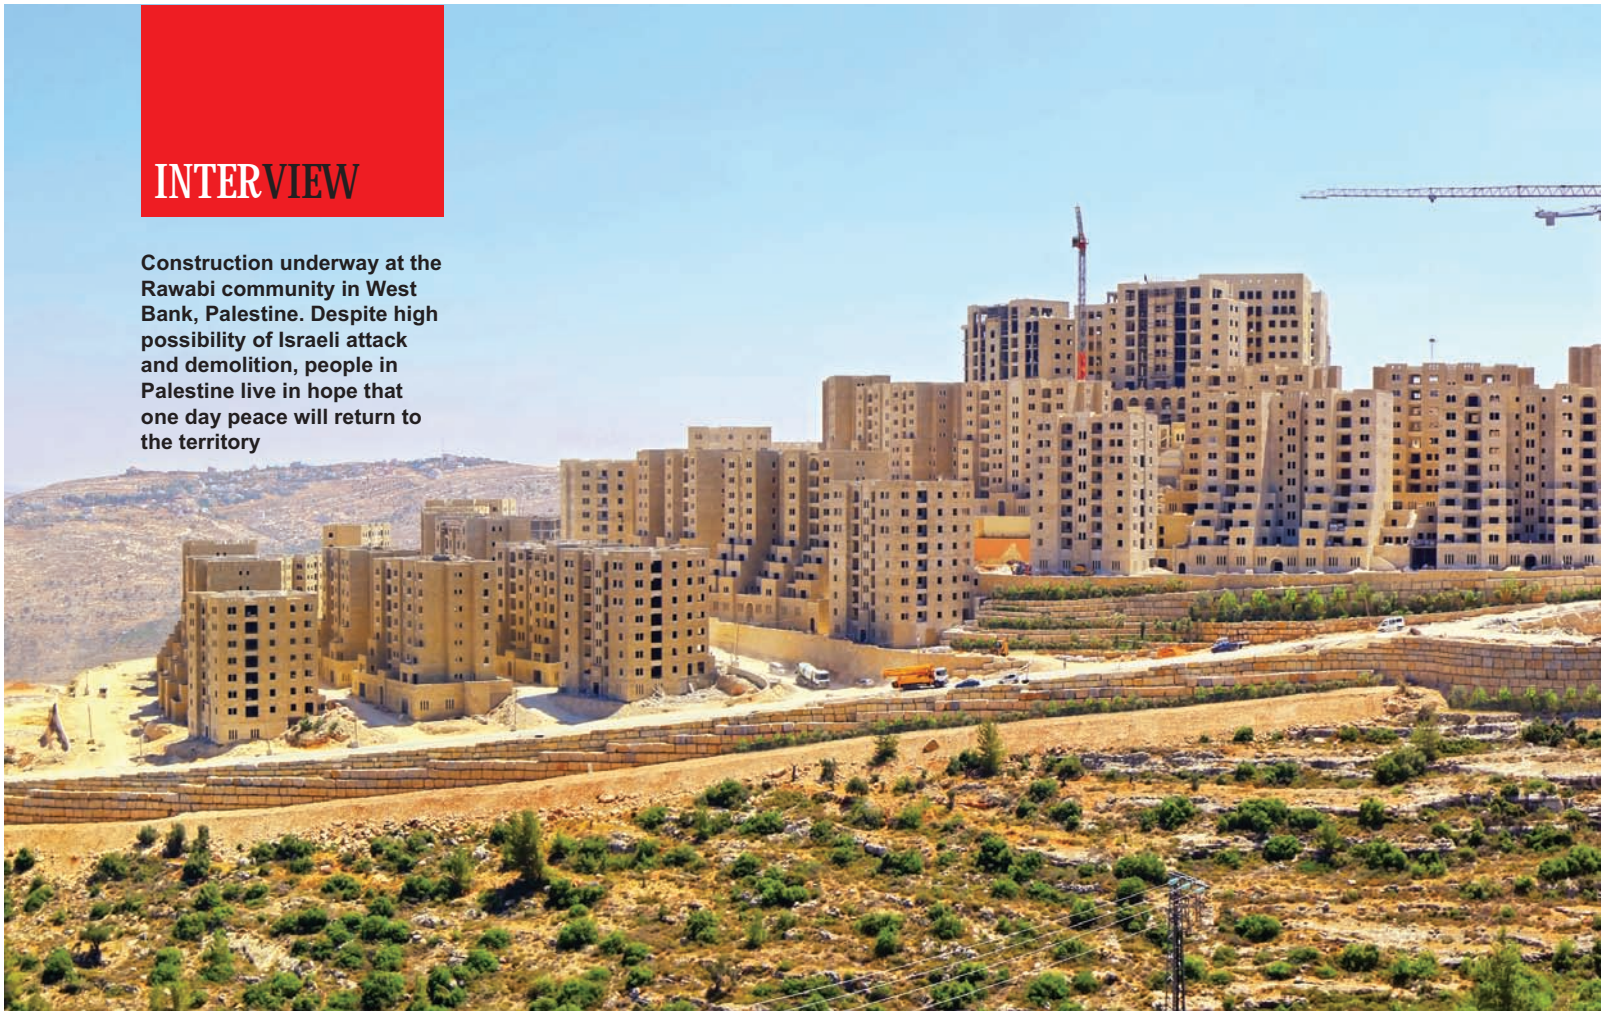 INTERVIEW
Construction underway at the
Rawabi community in West
Bank, Palestine. Despite high
possibility of Israeli attack
and demolition, people in
Palestine live in hope that
one day peace will return to
the territory